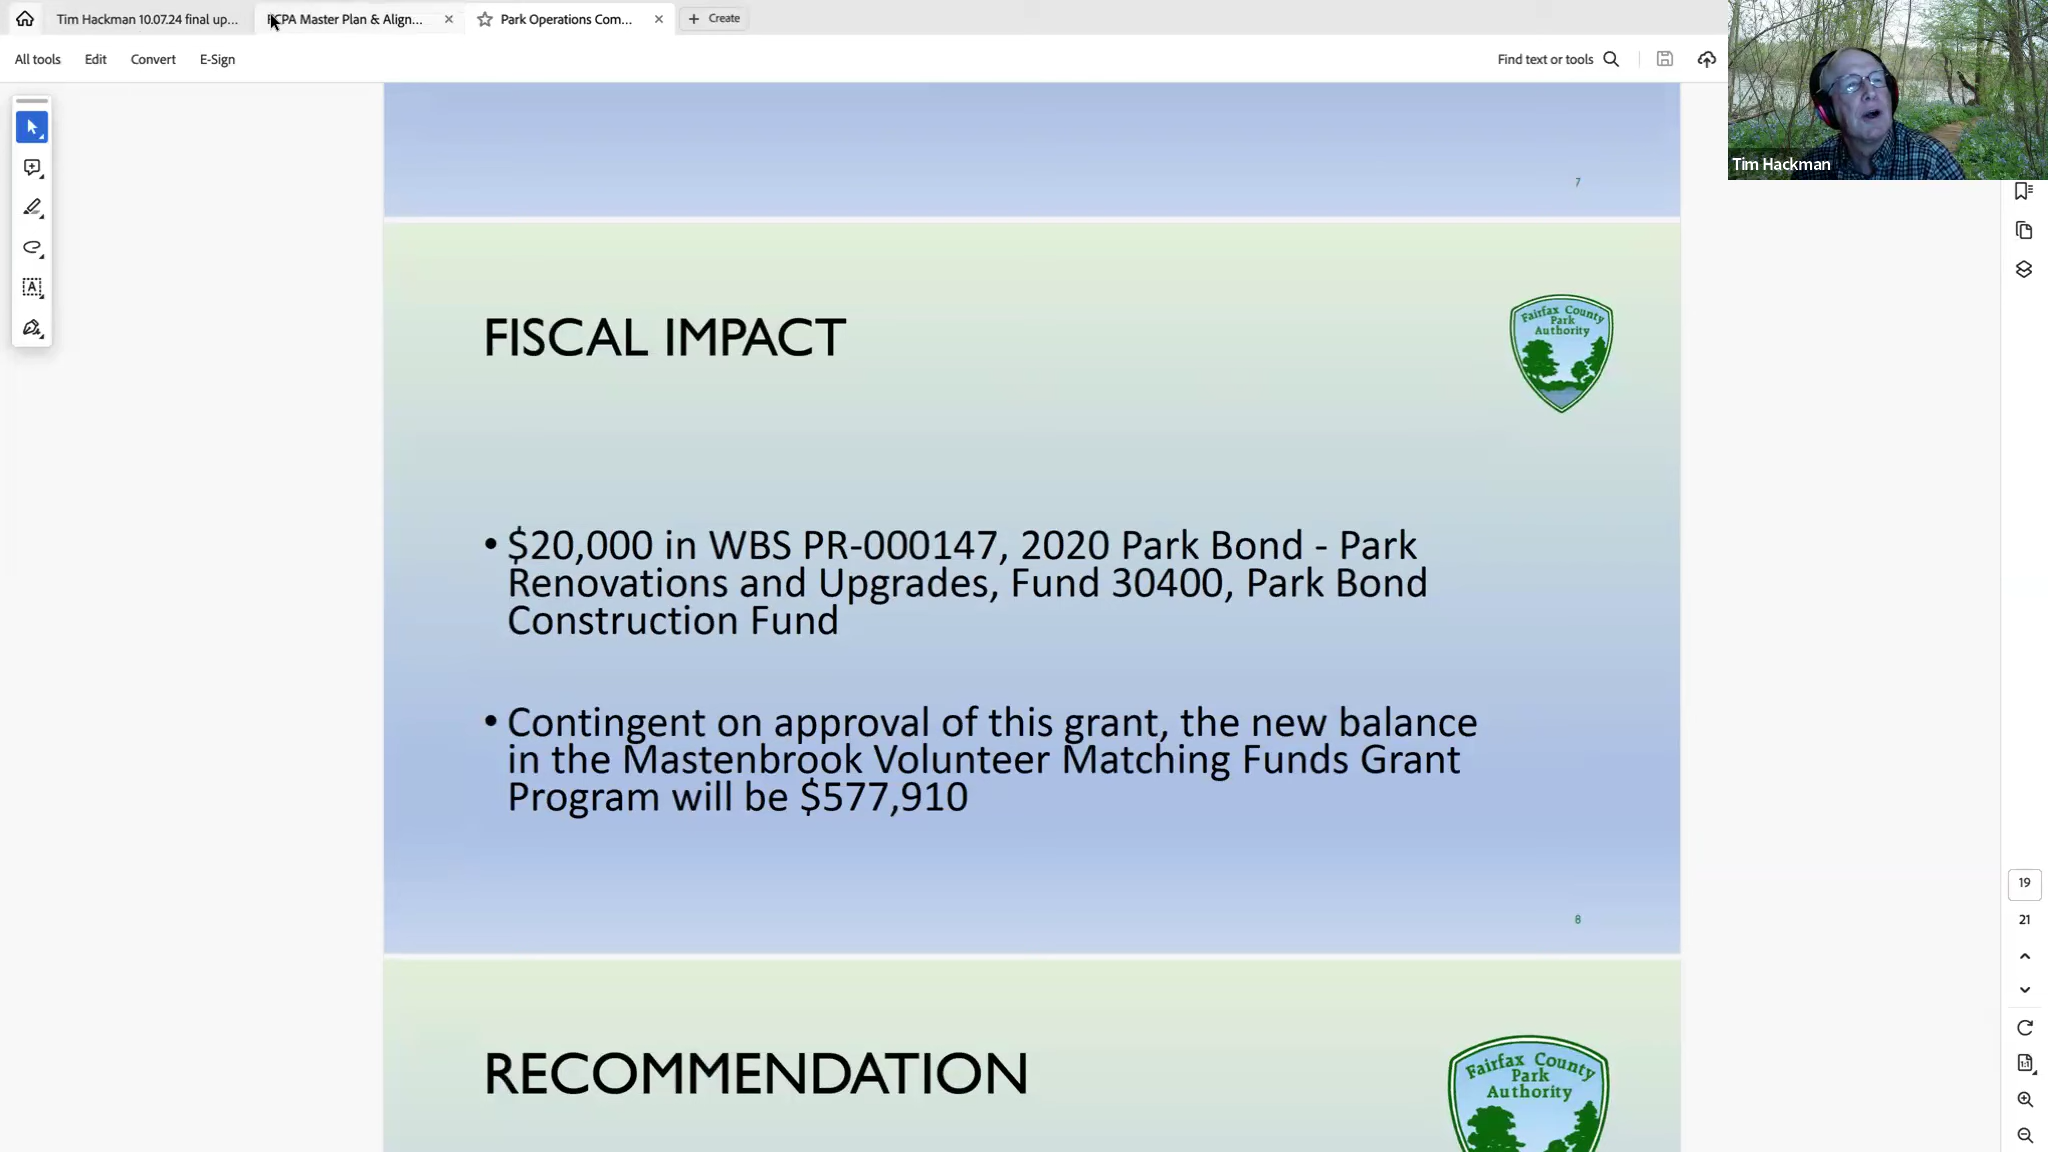 Tim Hackman 10.07.24 final up...
CPA Master Plan & Align...
Park Operations Com...
Create
All tools
Edit
Convert
E-Sign
Find text or tools
Tim Hackman
7
FISCAL IMPACT
Fairfax County
Park
Authority
• $20,000 in WBS PR-000147, 2020 Park Bond - Park
Renovations and Upgrades, Fund 30400, Park Bond
Construction Fund
• Contingent on approval of this grant, the new balance
in the Mastenbrook Volunteer Matching Funds Grant
Program will be $577,910
8
19
21
RECOMMENDATION
Fairfax County
Park
Authority